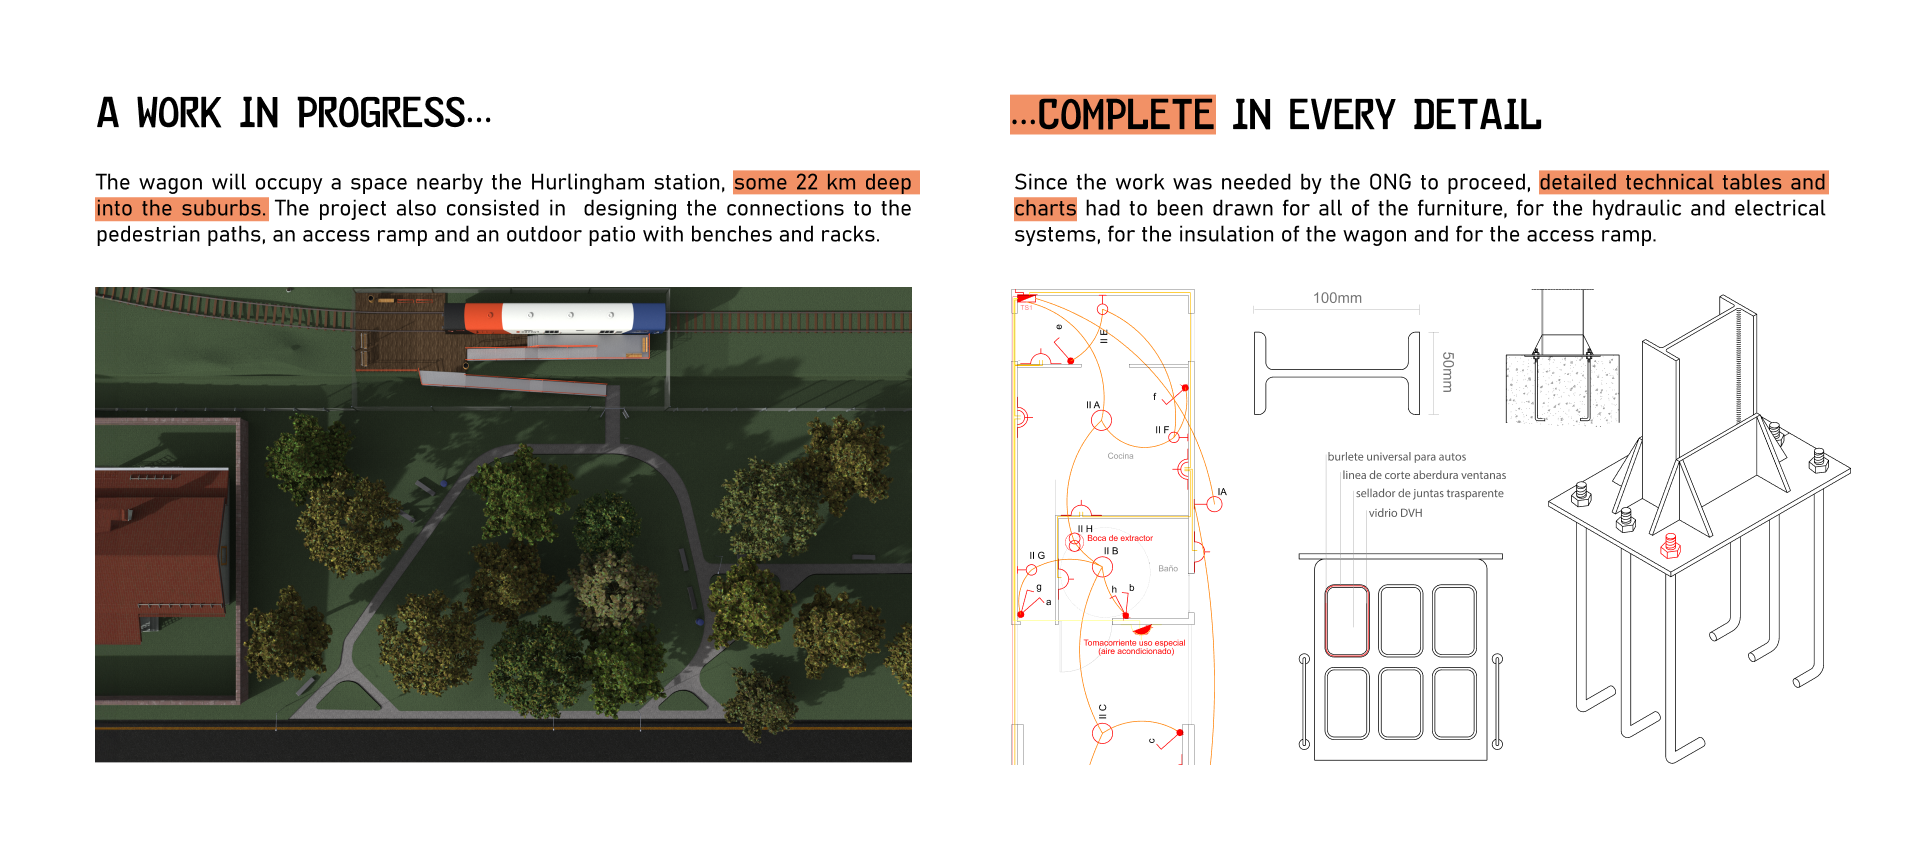 A WORK IN PROGRESS...
The wagon will occupy a space nearby the Hurlingham station, some 22 km deep
into the suburbs. The project also consisted in designing the connections to the
pedestrian paths, an access ramp and an outdoor patio with benches and racks.
...COMPLETE IN EVERY DETAIL
Since the work was needed by the ONG to proceed, detailed technical tables and
charts had to been drawn for all of the furniture, for the hydraulic and electrical
systems, for the insulation of the wagon and for the access ramp.
TS1
e
II E
f
II A
II F
Cocina
IA
II H
Boca de extractor
II B
II G
Baño
g
a
h
b
Tomacorriente uso especial
(aire acondicionado)
II C
c
100mm
50mm
burlete universal para autos
linea de corte aberdura ventanas
sellador de juntas trasparente
vidrio DVH